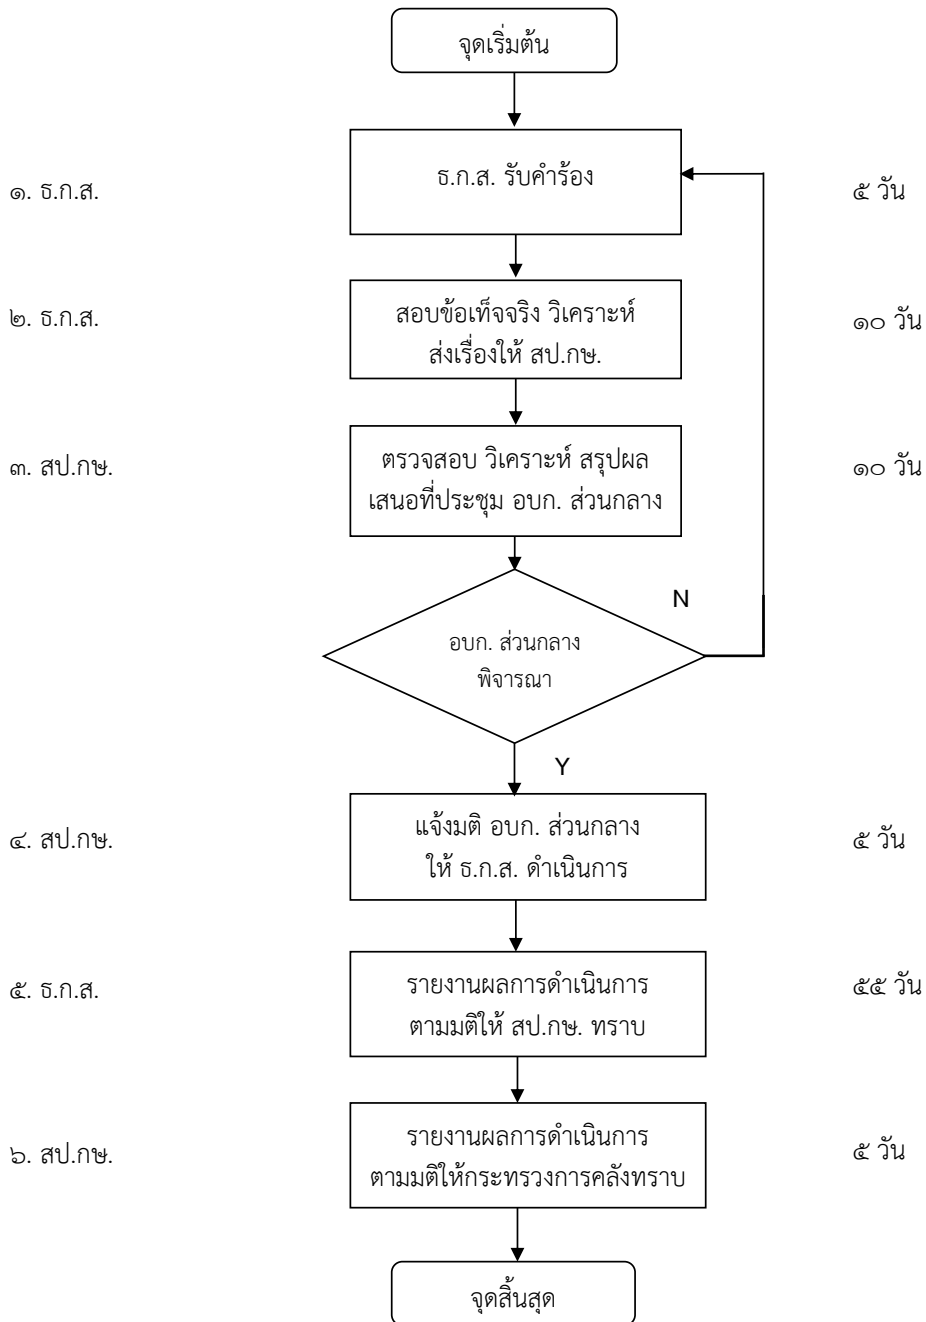 จุดเริ่มต้น
๑. ธ.ก.ส.
ธ.ก.ส. รับคำร้อง
๕ วัน
๒. ธ.ก.ส.
สอบข้อเท็จจริง วิเคราะห์
ส่งเรื่องให้ สป.กษ.
๑๐ วัน
๓. สป.กษ.
ตรวจสอบ วิเคราะห์ สรุปผล
เสนอที่ประชุม อบก. ส่วนกลาง
๑๐ วัน
N
อบก. ส่วนกลาง
พิจารณา
Y
๔. สป.กษ.
แจ้งมติ อบก. ส่วนกลาง
ให้ ธ.ก.ส. ดำเนินการ
๕ วัน
๕. ธ.ก.ส.
รายงานผลการดำเนินการ
ตามมติให้ สป.กษ. ทราบ
๕๕ วัน
๖. สป.กษ.
รายงานผลการดำเนินการ
ตามมติให้กระทรวงการคลังทราบ
๕ วัน
จุดสิ้นสุด